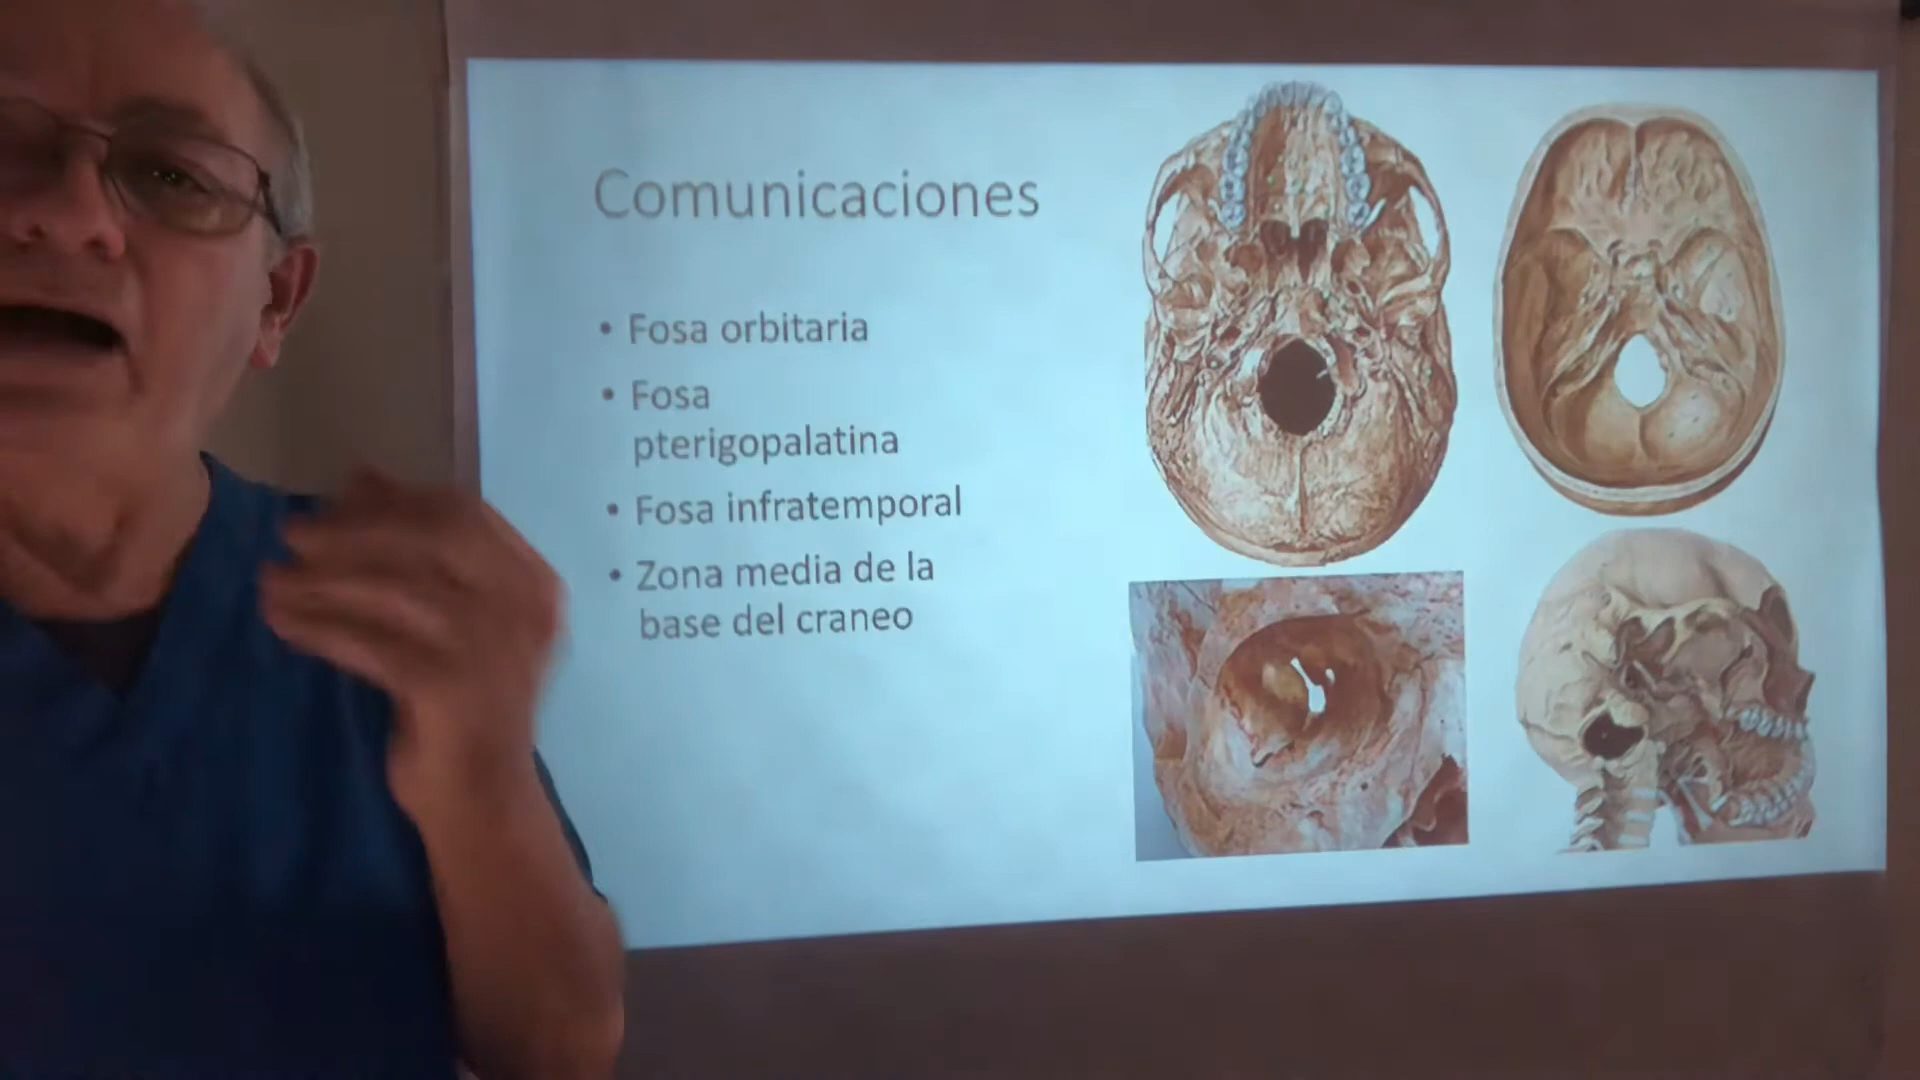 Comunicaciones
• Fosa orbitaria
• Fosa
pterigopalatina
• Fosa infratemporal
• Zona media de la
base del craneo